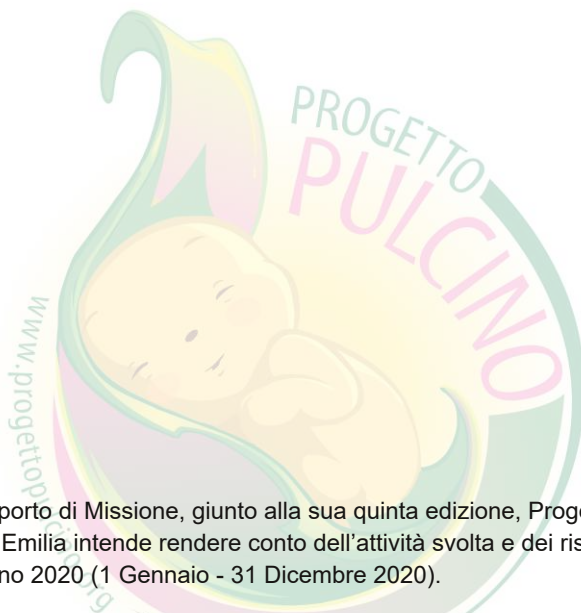 PROGETTO
PULCINO
www.progettopulcino.org
porto di Missione, giunto alla sua quinta edizione, Proge
Emilia intende rendere conto dell'attività svolta e dei ris
no 2020 (1 Gennaio - 31 Dicembre 2020).